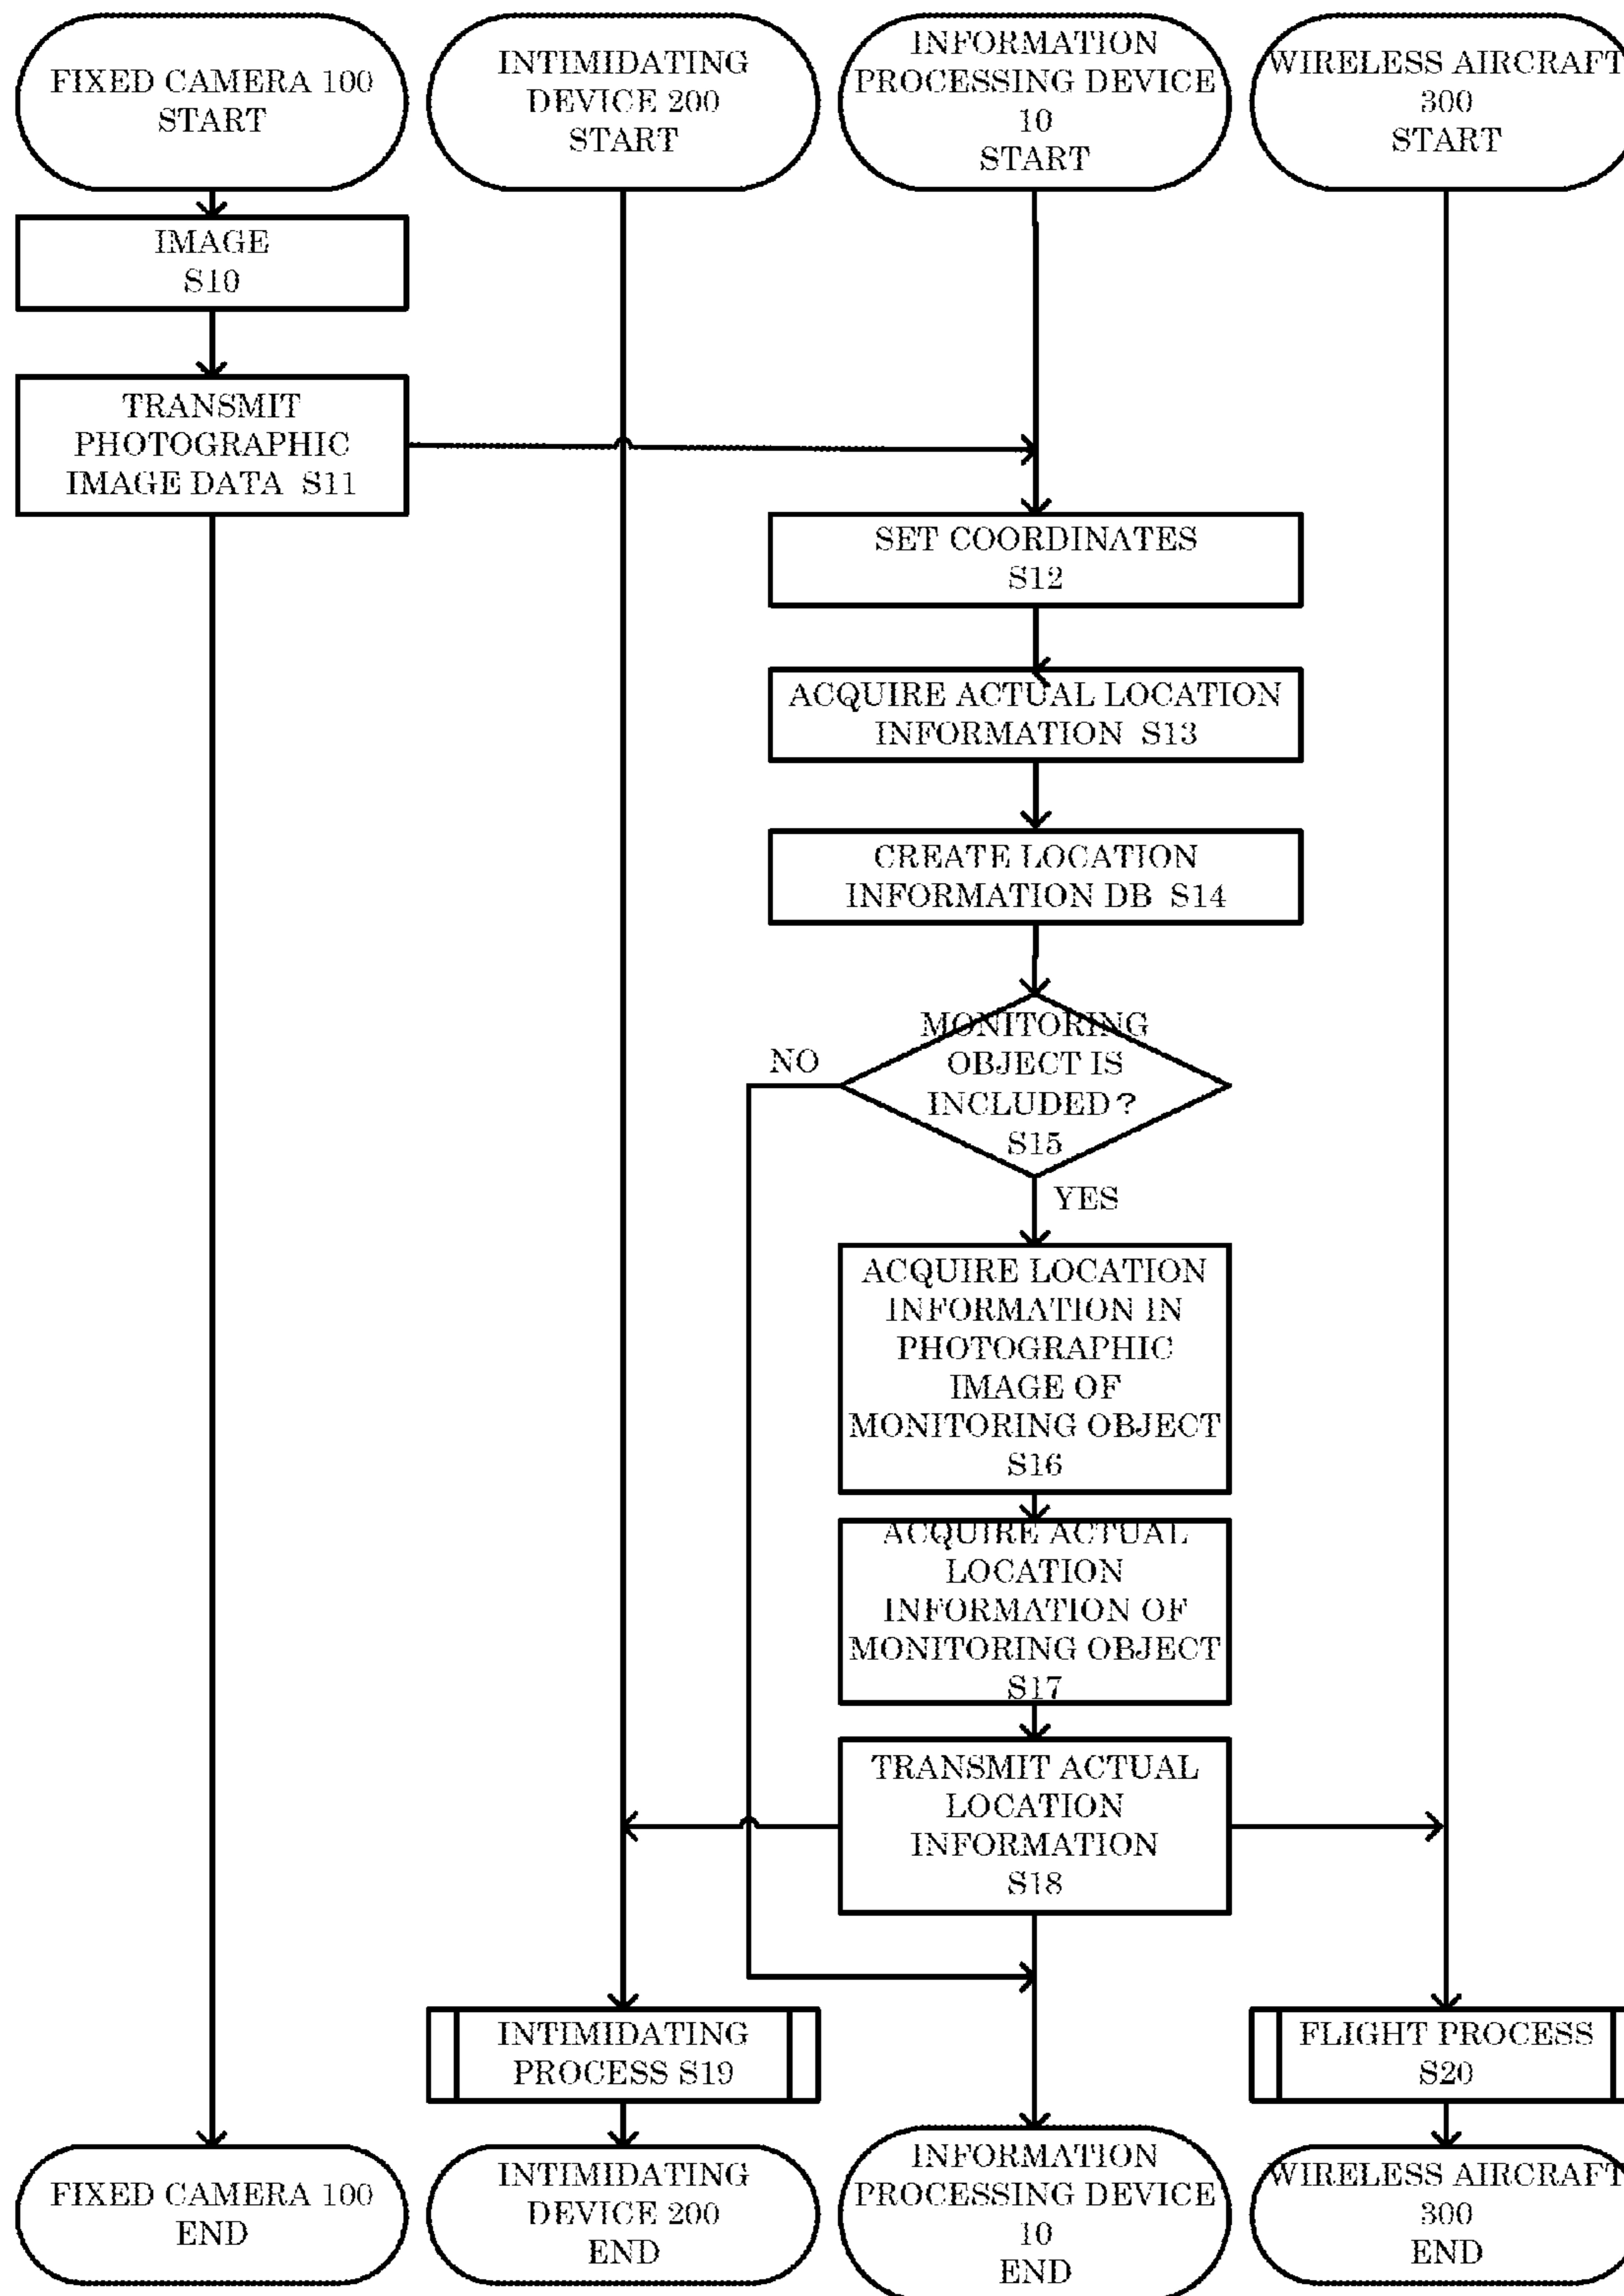 FIXED CAMERA 100
START
INTIMIDATING
DEVICE 200
START
INFORMATION
PROCESSING DEVICE
10
START
WIRELESS AIRCRAFT
300
START
IMAGE
S10
TRANSMIT
PHOTOGRAPHIC
IMAGE DATA S11
SET COORDINATES
S12
ACQUIRE ACTUAL LOCATION
INFORMATION S13
CREATE LOCATION
INFORMATION DB S14
MONITORING
OBJECT IS
INCLUDED?
S15
NO
YES
ACQUIRE LOCATION
INFORMATION IN
PHOTOGRAPHIC
IMAGE OF
MONITORING OBJECT
S16
ACQUIRE ACTUAL
LOCATION
INFORMATION OF
MONITORING OBJECT
S17
TRANSMIT ACTUAL
LOCATION
INFORMATION
S18
INTIMIDATING
PROCESS S19
FLIGHT PROCESS
S20
FIXED CAMERA 100
END
INTIMIDATING
DEVICE 200
END
INFORMATION
PROCESSING DEVICE
10
END
WIRELESS AIRCRAFT
300
END